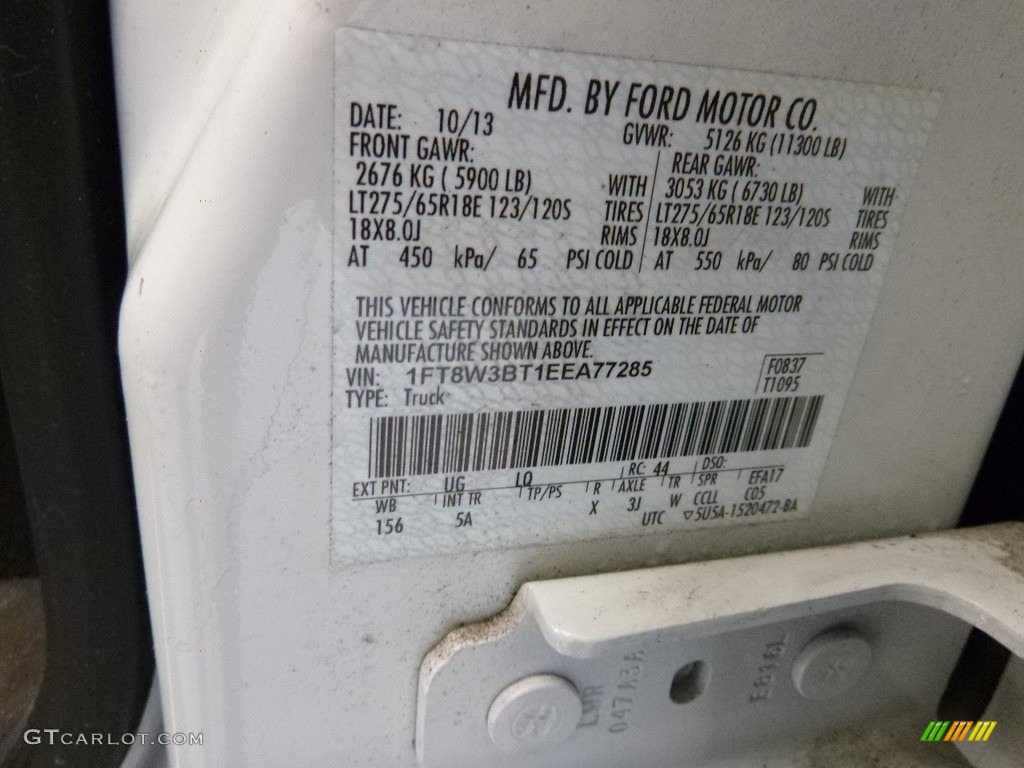 MFD. BY FORD MOTOR CO.
DATE: 10/13 GVWR: 5126 KG (11300 LB)
FRONT GAWR: REAR GAWR:
2676 KG ( 5900 LB) WITH 3053 KG ( 6730 LB) WITH
LT275/65R18E 123/120S TIRES LT275/65R18E 123/120S TIRES
18X8.0J RIMS 18X8.0J RIMS
AT 450 kPa/ 65 PSI COLD AT 550 kPa/ 80 PSI COLD
THIS VEHICLE CONFORMS TO ALL APPLICABLE FEDERAL MOTOR
VEHICLE SAFETY STANDARDS IN EFFECT ON THE DATE OF
MANUFACTURE SHOWN ABOVE.
VIN: 1FT8W3BT1EEA77285 F0837
TYPE: Truck T1095
EXT PNT: UG LQ RC: 44 DSO:
WB INT TR TP/PS R AXLE TR SPR EFA17
156 5A X 3J W CCLL C05
UTC ▽5U5A-1520472-BA
LMR
047A3A
GTCARLOT.COM